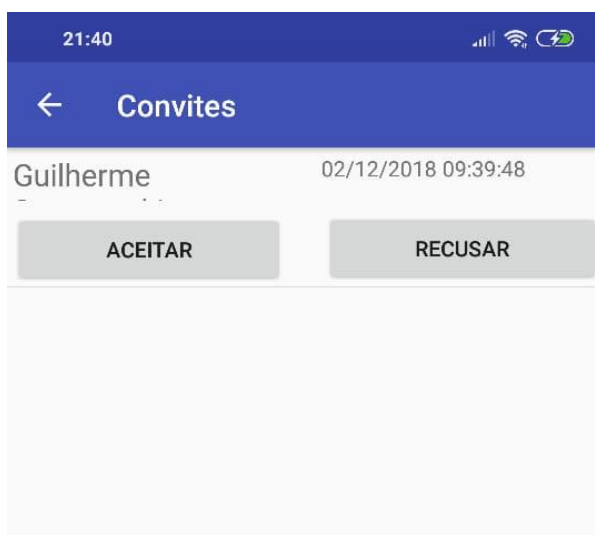 21:40
Convites
Guilherme
02/12/2018 09:39:48
ACEITAR
RECUSAR